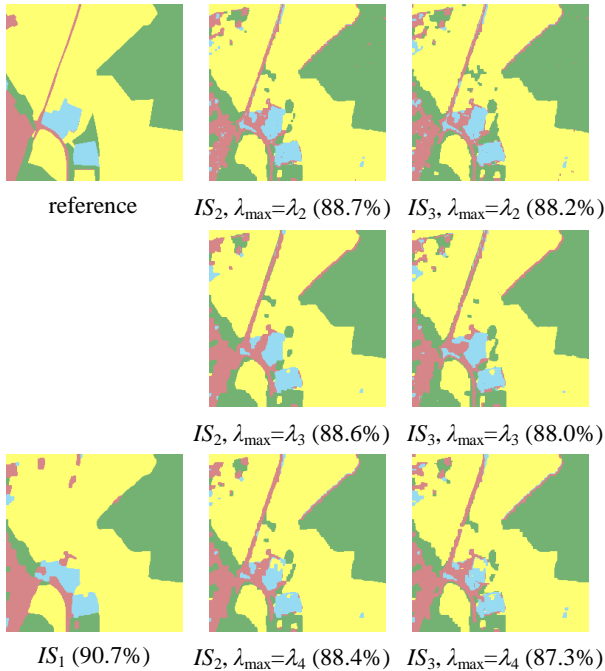 reference
IS₂, λmax=λ₂ (88.7%)
IS₃, λmax=λ₂ (88.2%)
IS₂, λmax=λ₃ (88.6%)
IS₃, λmax=λ₃ (88.0%)
IS₁ (90.7%)
IS₂, λmax=λ₄ (88.4%)
IS₃, λmax=λ₄ (87.3%)